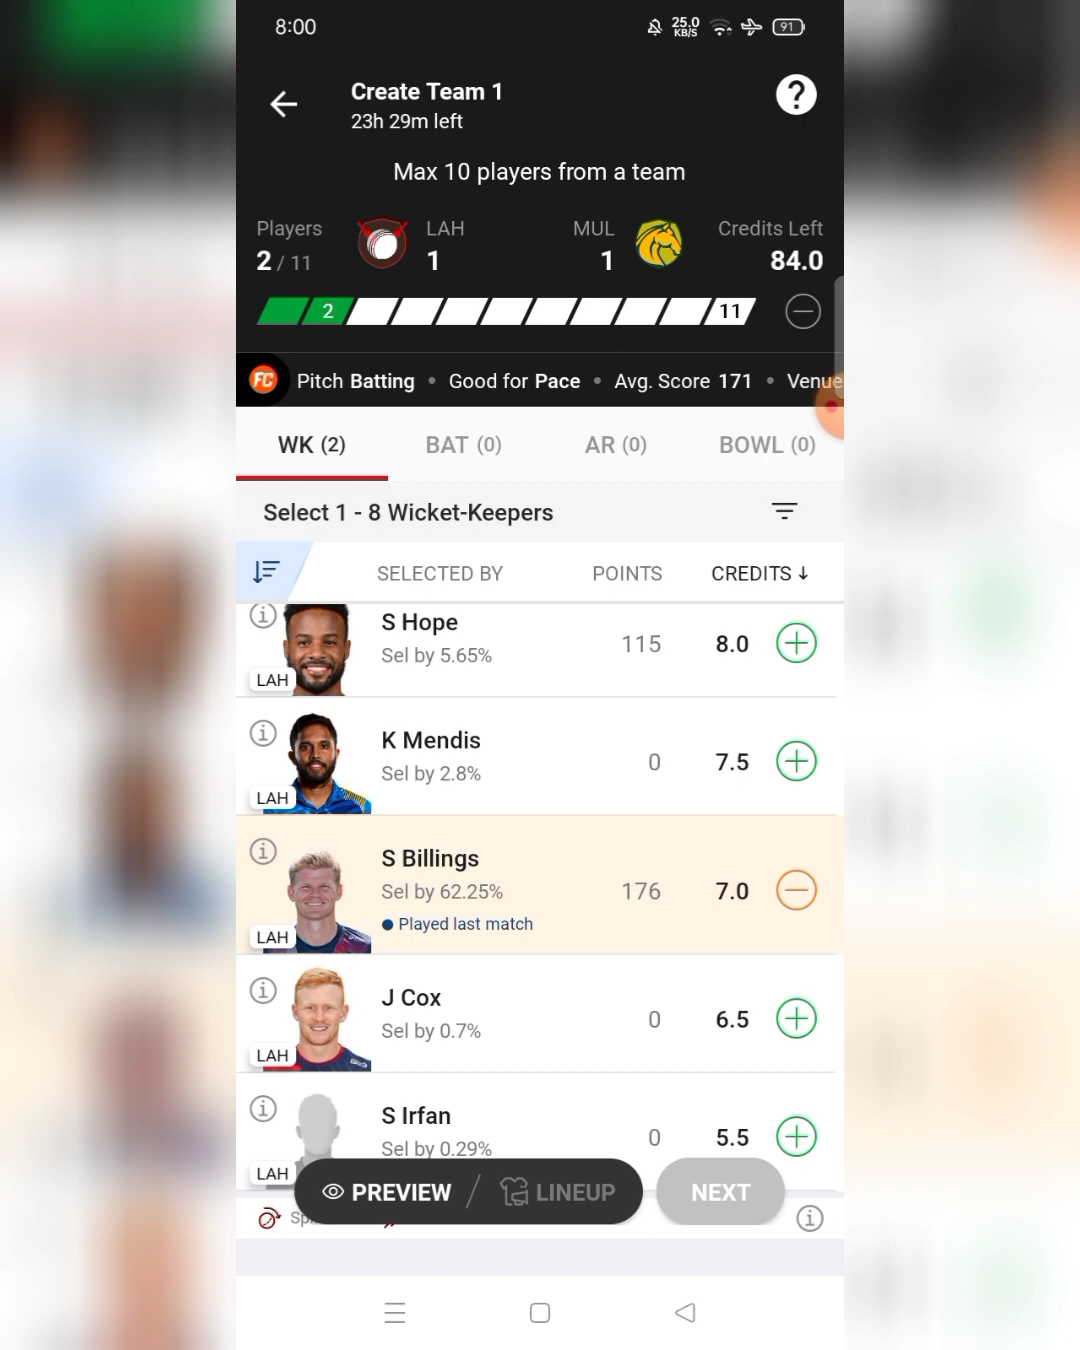 8:00
25.0
KB/S
91
Create Team 1
23h 29m left
?
Max 10 players from a team
Players
2 / 11
LAH
1
MUL
1
Credits Left
84.0
2
11
FC Pitch Batting • Good for Pace • Avg. Score 171 • Venue
WK (2)
BAT (0)
AR (0)
BOWL (0)
Select 1 - 8 Wicket-Keepers
SELECTED BY
POINTS
CREDITS ↓
S Hope
Sel by 5.65%
115
8.0
LAH
K Mendis
Sel by 2.8%
0
7.5
LAH
S Billings
Sel by 62.25%
Played last match
176
7.0
LAH
J Cox
Sel by 0.7%
0
6.5
LAH
S Irfan
Sel by 0.29%
0
5.5
LAH
PREVIEW / LINEUP
NEXT